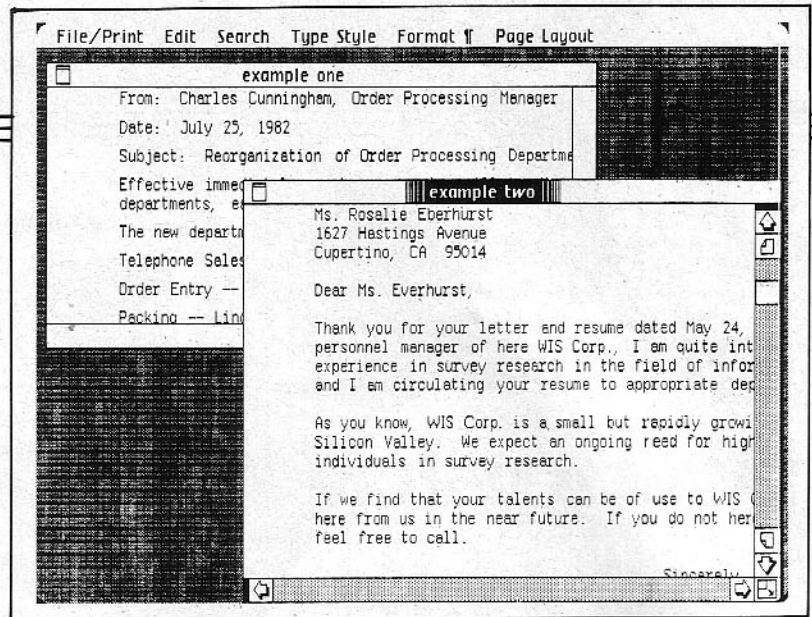 File/Print Edit Search Type Style Format ¶ Page Layout
example one
From: Charles Cunningham, Order Processing Manager
Date: July 25, 1982
Subject: Reorganization of Order Processing Departme
Effective immed
departments, e
The new departm
Telephone Sales
Order Entry --
Packing -- Lin
example two
Ms. Rosalie Eberhurst
1627 Hastings Avenue
Cupertino, CA 95014
Dear Ms. Everhurst,
Thank you for your letter and resume dated May 24,
personnel manager of here WIS Corp., I am quite int
experience in survey research in the field of infor
and I am circulating your resume to appropriate dep
As you know, WIS Corp. is a small but rapidly growi
Silicon Valley. We expect an ongoing need for high
individuals in survey research.
If we find that your talents can be of use to WIS C
here from us in the near future. If you do not her
feel free to call.
Sincerely